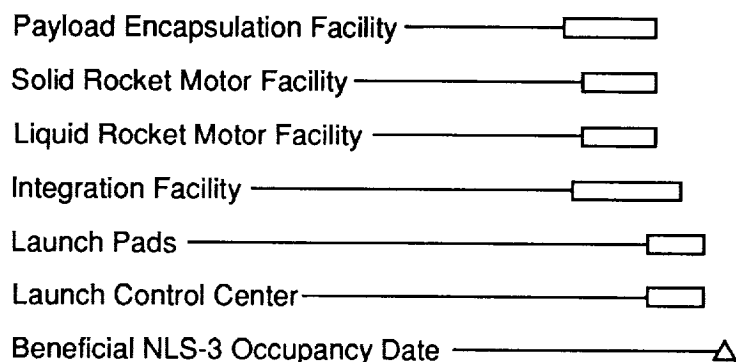 Payload Encapsulation Facility
Solid Rocket Motor Facility
Liquid Rocket Motor Facility
Integration Facility
Launch Pads
Launch Control Center
Beneficial NLS-3 Occupancy Date